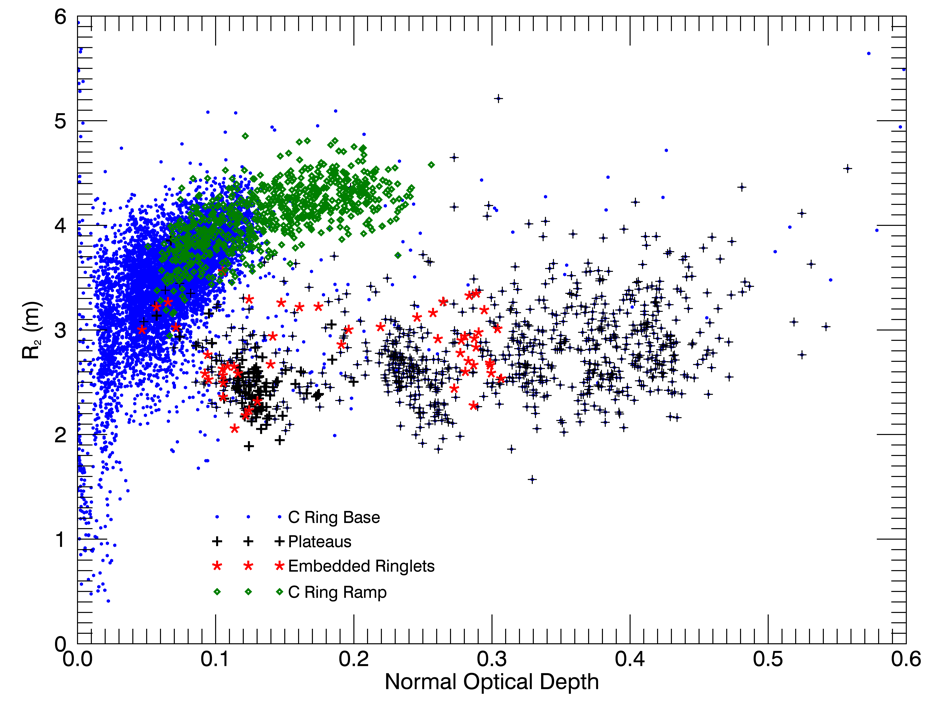 6
5
4
3
2
1
0
R₂ (m)
C Ring Base
Plateaus
Embedded Ringlets
C Ring Ramp
0.0 0.1 0.2 0.3 0.4 0.5 0.6
Normal Optical Depth